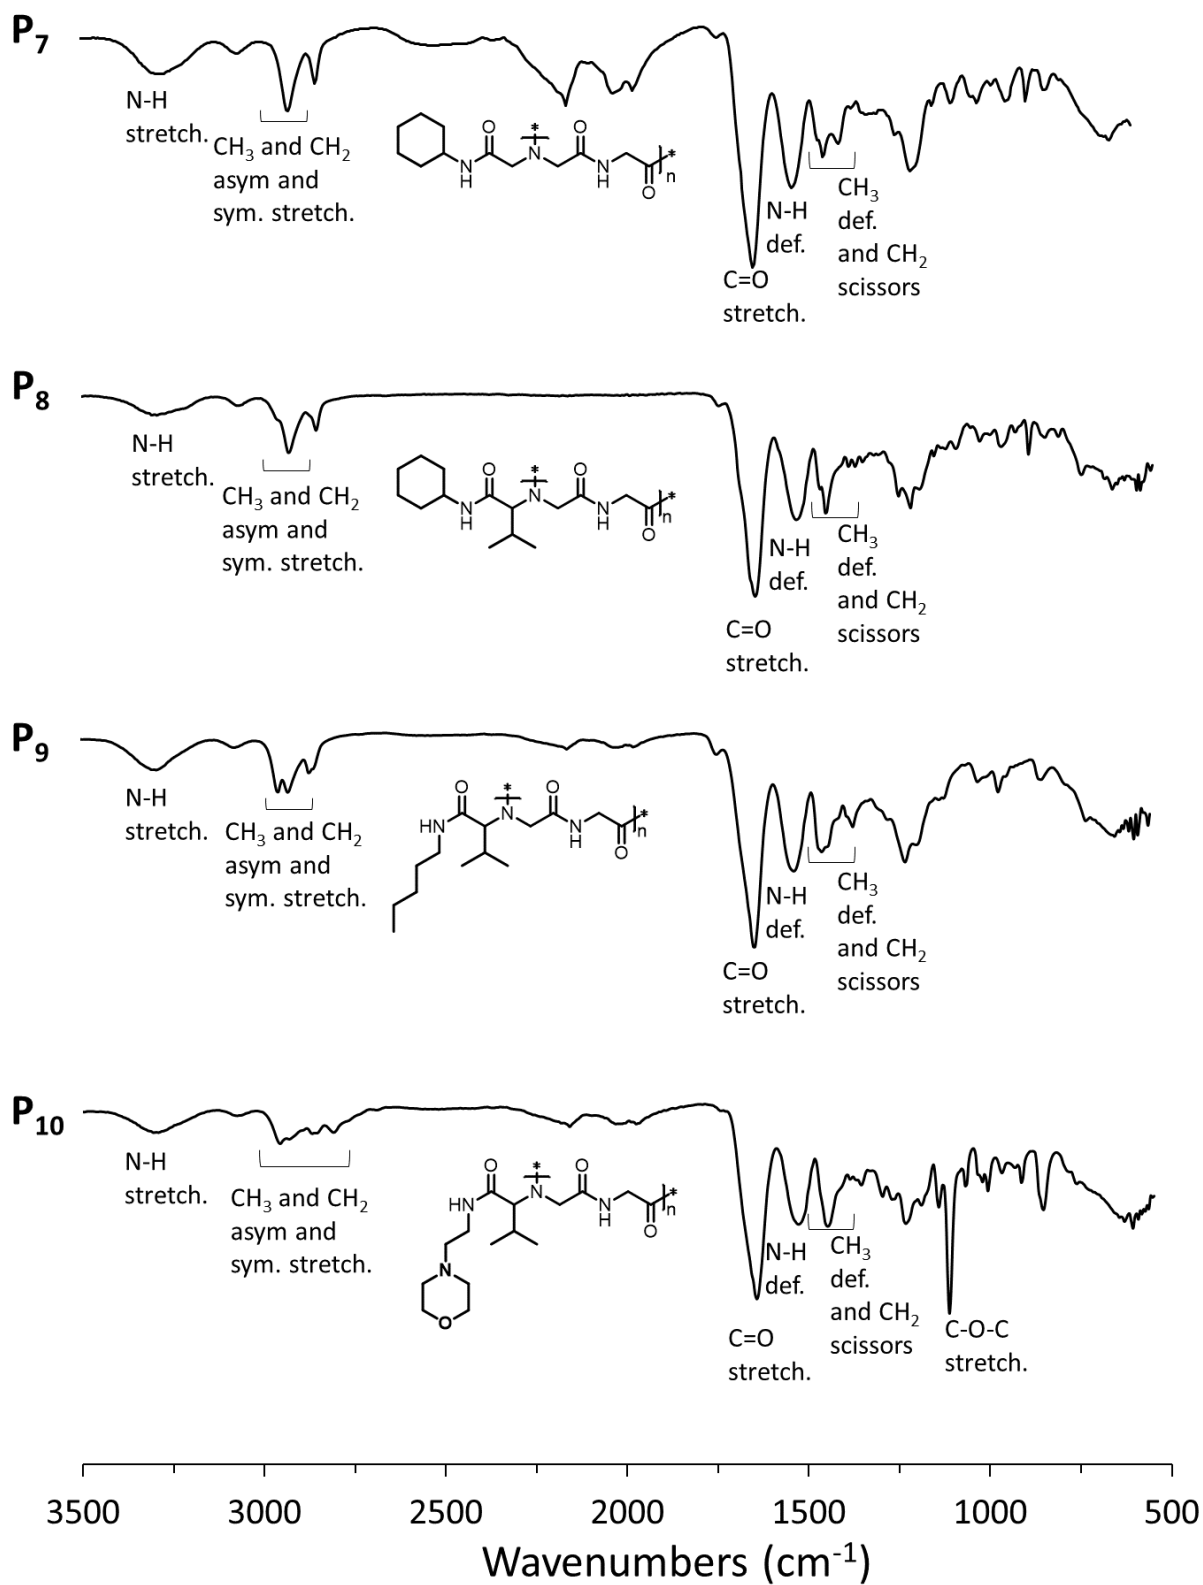 P7
N-H
stretch.
CH3 and CH2
asym and
sym. stretch.
O
*
O
N
N
H
N
H
O
*
n
C=O
stretch.
N-H
def.
CH3
def.
and CH2
scissors
P8
N-H
stretch.
CH3 and CH2
asym and
sym. stretch.
O
*
O
N
H
N
N
H
O
*
n
C=O
stretch.
N-H
def.
CH3
def.
and CH2
scissors
P9
N-H
stretch.
CH3 and CH2
asym and
sym. stretch.
O
*
O
HN
N
N
H
O
*
n
C=O
stretch.
N-H
def.
CH3
def.
and CH2
scissors
P10
N-H
stretch.
CH3 and CH2
asym and
sym. stretch.
O
*
O
HN
N
N
H
O
*
n
N
O
C=O
stretch.
N-H
def.
CH3
def.
and CH2
scissors
C-O-C
stretch.
3500 3000 2500 2000 1500 1000 500
Wavenumbers (cm-1)